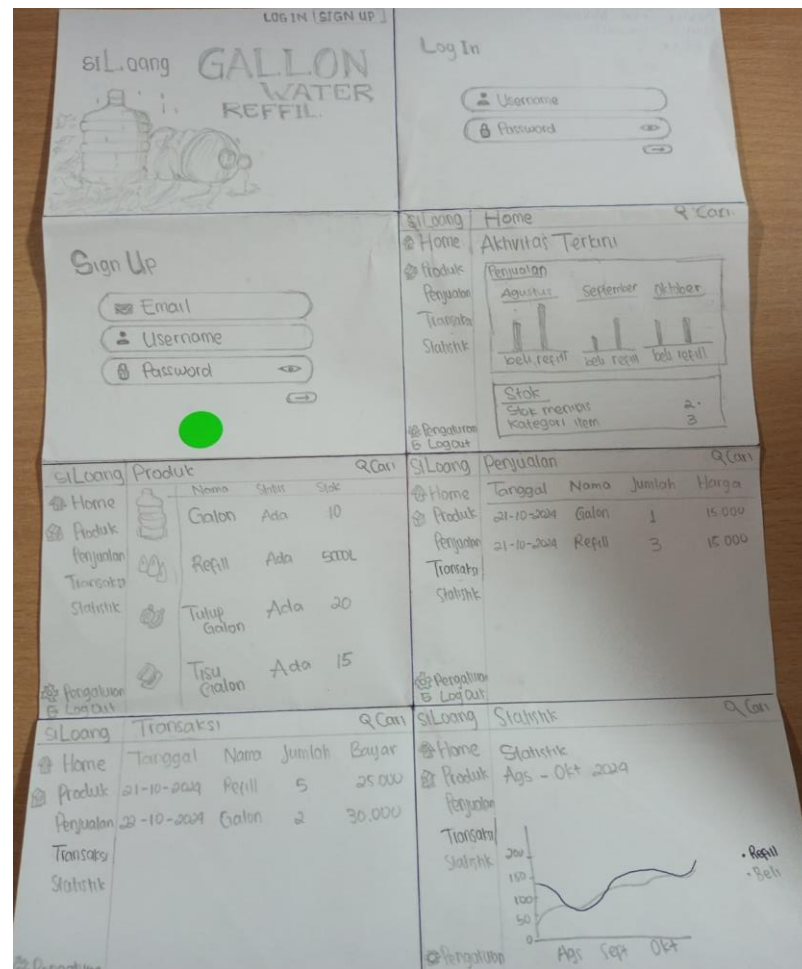 LOG IN | SIGN UP
siLoang GALLON
WATER
REFFIL
Log In
Username
Password
Sign Up
Email
Username
Password
siLoang Home Q Cari
Home Aktivitas Terkini
Produk Penjualan
Penjualan Agustus September Oktober
Transaksi
Statistik beli refill beli refill beli refill
Stok
Stok menipis 2
Kategori item 3
Pengaturan
Logout
siLoang Produk Q Cari
Nama Status Stok
Home
Produk Galon Ada 10
Penjualan
Transaksi Refill Ada 5000L
Statistik
Tutup Galon Ada 20
Tisu Galon Ada 15
Pengaturan
Log Out
siLoang Penjualan Q Cari
Home Tanggal Nama Jumlah Harga
Produk 21-10-2024 Galon 1 15.000
Penjualan 21-10-2024 Refill 3 15.000
Transaksi
Statistik
Pengaturan
Log Out
siLoang Transaksi Q Cari
Home Tanggal Nama Jumlah Bayar
Produk 21-10-2024 Refill 5 25.000
Penjualan 22-10-2024 Galon 2 30.000
Transaksi
Statistik
siLoang Statistik Q Cari
Home Statistik
Produk Ags - Okt 2024
Penjualan
Transaksi
Statistik
200
150
100
50
0
Ags Sept Okt
• Refill
• Beli
Pengaturan